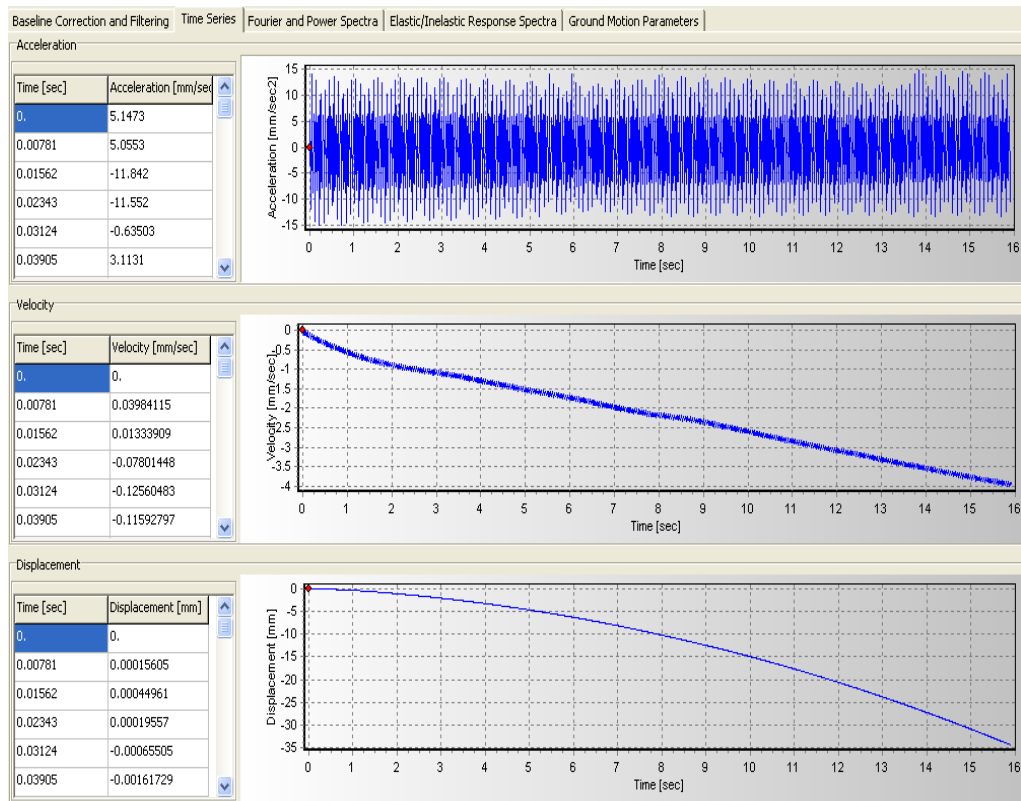 Baseline Correction and Filtering Time Series Fourier and Power Spectra Elastic/Inelastic Response Spectra Ground Motion Parameters
Acceleration
Time [sec] Acceleration [mm/sec
0. 5.1473
0.00781 5.0553
0.01562 -11.842
0.02343 -11.552
0.03124 -0.63503
0.03905 3.1131
Acceleration [mm/sec2]
15
10
5
0
-5
-10
-15
0 1 2 3 4 5 6 7 8 9 10 11 12 13 14 15 16
Time [sec]
Velocity
Time [sec] Velocity [mm/sec]
0. 0.
0.00781 0.03984115
0.01562 0.01333909
0.02343 -0.07801448
0.03124 -0.12560483
0.03905 -0.11592797
Velocity [mm/sec]
0
-0.5
-1
-1.5
-2
-2.5
-3
-3.5
-4
0 1 2 3 4 5 6 7 8 9 10 11 12 13 14 15 16
Time [sec]
Displacement
Time [sec] Displacement [mm]
0. 0.
0.00781 0.00015605
0.01562 0.00044961
0.02343 0.00019557
0.03124 -0.00065505
0.03905 -0.00161729
Displacement [mm]
0
-5
-10
-15
-20
-25
-30
-35
0 1 2 3 4 5 6 7 8 9 10 11 12 13 14 15 16
Time [sec]